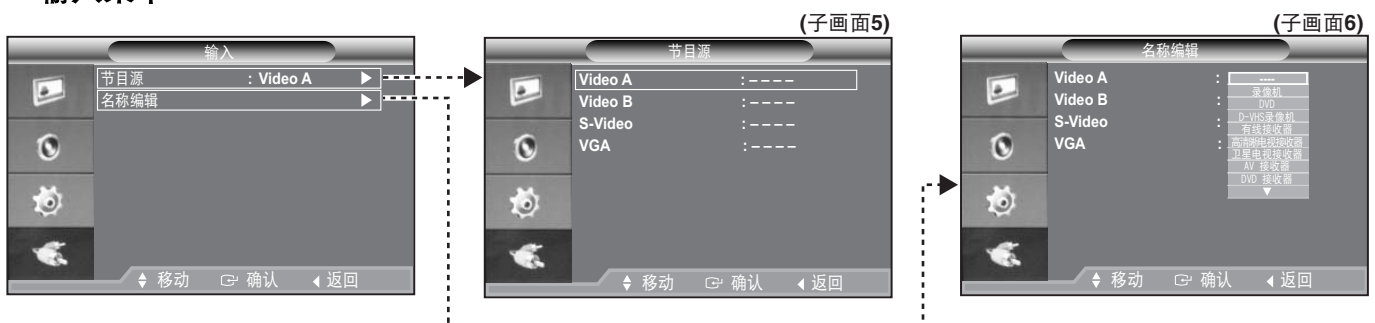 (子画面5)
(子画面6)
输入
节目源 : Video A ▶
名称编辑 ▶
移动 确认 返回
节目源
Video A : – – – –
Video B : – – – –
S-Video : – – – –
VGA : – – – –
移动 确认 返回
名称编辑
Video A :
Video B :
S-Video :
VGA :
----
录像机
DVD
D-VHS录像机
有线接收器
高清晰电视接收器
卫星电视接收器
AV 接收器
DVD 接收器
▼
移动 确认 返回